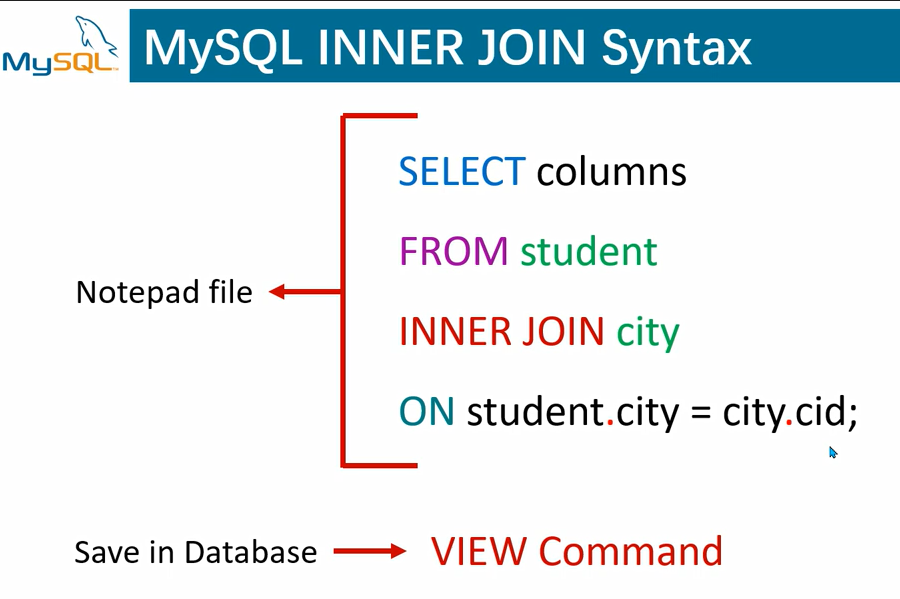 MySQL™
MySQL INNER JOIN Syntax
SELECT columns
FROM student
Notepad file
INNER JOIN city
ON student.city = city.cid;
Save in Database
VIEW Command